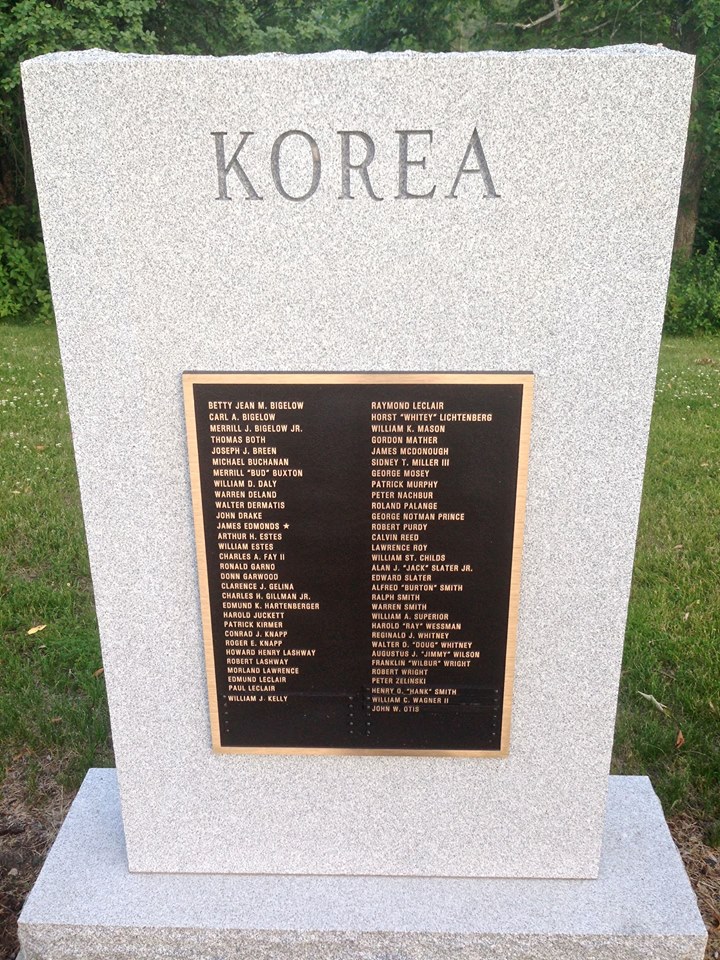 KOREA
BETTY JEAN M. BIGELOW
CARL A. BIGELOW
MERRILL J. BIGELOW JR.
THOMAS BOTH
JOSEPH J. BREEN
MICHAEL BUCHANAN
MERRILL "BUD" BUXTON
WILLIAM D. DALY
WARREN DELAND
WALTER DERMATIS
JOHN DRAKE
JAMES EDMONDS ★
ARTHUR H. ESTES
WILLIAM ESTES
CHARLES A. FAY II
RONALD GARNO
DONN GARWOOD
CLARENCE J. GELINA
CHARLES H. GILLMAN JR.
EDMUND K. HARTENBERGER
HAROLD JUCKETT
PATRICK KIRMER
CONRAD J. KNAPP
ROGER E. KNAPP
HOWARD HENRY LASHWAY
ROBERT LASHWAY
MORLAND LAWRENCE
EDMUND LECLAIR
PAUL LECLAIR
WILLIAM J. KELLY
RAYMOND LECLAIR
HORST "WHITEY" LICHTENBERG
WILLIAM K. MASON
GORDON MATHER
JAMES MCDONOUGH
SIDNEY T. MILLER III
GEORGE MOSEY
PATRICK MURPHY
PETER NACHBUR
ROLAND PALANGE
GEORGE NOTMAN PRINCE
ROBERT PURDY
CALVIN REED
LAWRENCE ROY
WILLIAM ST. CHILDS
ALAN J. "JACK" SLATER JR.
EDWARD SLATER
ALFRED "BURTON" SMITH
RALPH SMITH
WARREN SMITH
WILLIAM A. SUPERIOR
HAROLD "RAY" WESSMAN
REGINALD J. WHITNEY
WALTER D. "DOUG" WHITNEY
AUGUSTUS J. "JIMMY" WILSON
FRANKLIN "WILBUR" WRIGHT
ROBERT WRIGHT
PETER ZELINSKI
HENRY O. "HANK" SMITH
WILLIAM C. WAGNER II
JOHN W. OTIS